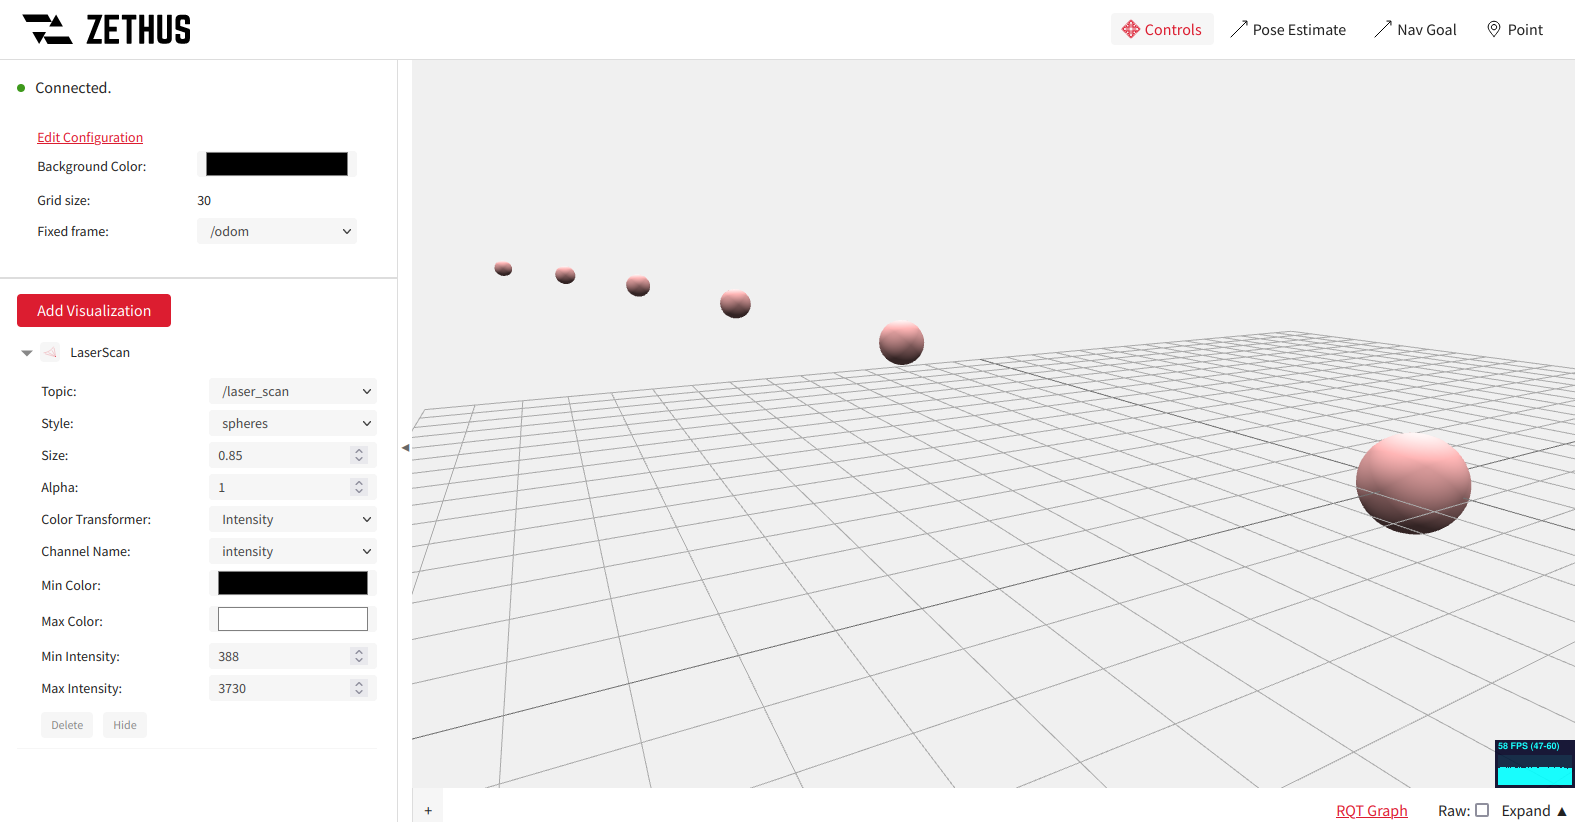 ZETHUS
Controls
Pose Estimate
Nav Goal
Point
Connected.
Edit Configuration
Background Color:
Grid size: 30
Fixed frame: /odom
Add Visualization
LaserScan
Topic: /laser_scan
Style: spheres
Size: 0.85
Alpha: 1
Color Transformer: Intensity
Channel Name: intensity
Min Color:
Max Color:
Min Intensity: 388
Max Intensity: 3730
Delete Hide
58 FPS (47-60)
+
RQT Graph
Raw:
Expand ▲